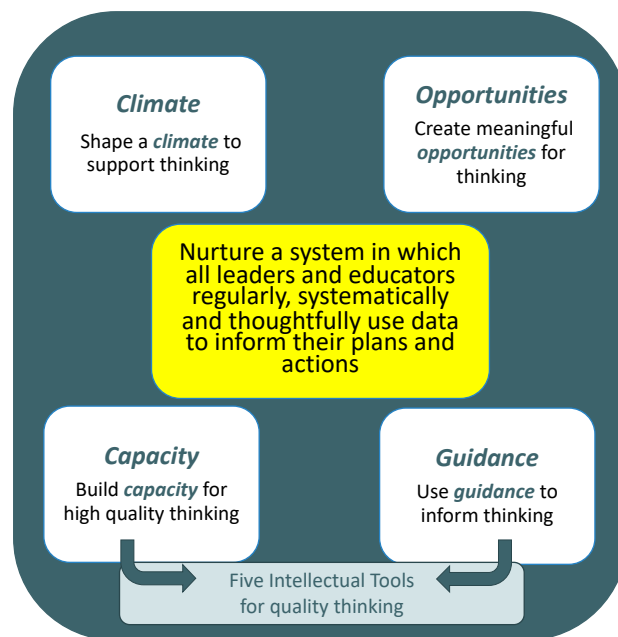 Climate
Shape a climate to
support thinking
Opportunities
Create meaningful
opportunities for
thinking
Nurture a system in which
all leaders and educators
regularly, systematically
and thoughtfully use data
to inform their plans and
actions
Capacity
Build capacity for
high quality thinking
Guidance
Use guidance to
inform thinking
Five Intellectual Tools
for quality thinking